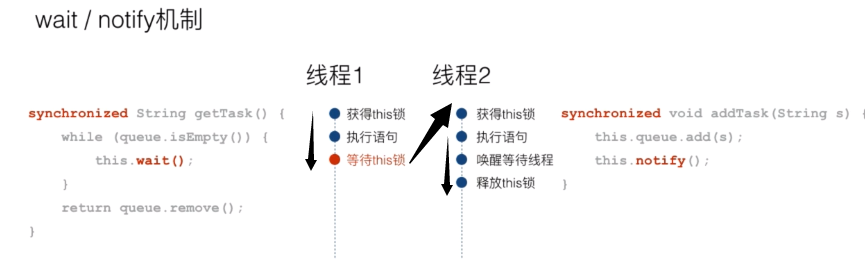 wait / notify机制
线程1
线程2
synchronized String getTask() {
while (queue.isEmpty()) {
this.wait();
}
return queue.remove();
}
获得this锁
执行语句
等待this锁
获得this锁
执行语句
唤醒等待线程
释放this锁
synchronized void addTask(String s) {
this.queue.add(s);
this.notify();
}